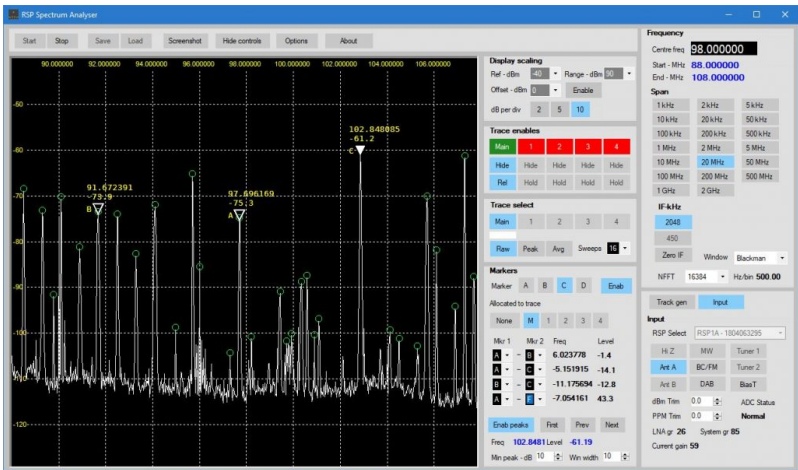 RSP Spectrum Analyser
Start Stop Save Load Screenshot Hide controls Options About
90.000000 92.000000 94.000000 96.000000 98.000000 100.000000 102.000000 104.000000 106.000000
-60
-80
-100
-120
91.672391
-73.9
B
97.696169
-75.3
A
102.848085
-61.2
C
Display scaling
Ref - dBm -40 Range - dBm 90
Offset - dBm 0 Enable
dB per div 2 5 10
Trace enables
Main 1 2 3 4
Hide Hide Hide Hide Hide
Rel Hold Hold Hold Hold
Trace select
Main 1 2 3 4
Raw Peak Avg Sweeps 16
Markers
Marker A B C D Enab
Allocated to trace
None M 1 2 3 4
Mkr 1 Mkr 2 Freq Level
A - B 6.023778 -1.4
A - C -5.151915 -14.1
B - C -11.175694 -12.8
A - F -7.054161 43.3
Enab peaks First Prev Next
Freq 102.8481 Level -61.19
Min peak - dB 10 Win width 10
Frequency
Centre freq 98.000000
Start - MHz 88.000000
End - MHz 108.000000
Span
1 kHz 2 kHz 5 kHz
10 kHz 20 kHz 50 kHz
100 kHz 200 kHz 500 kHz
1 MHz 2 MHz 5 MHz
10 MHz 20 MHz 50 MHz
100 MHz 200 MHz 500 MHz
1 GHz 2 GHz
IF-kHz
2048
450
Zero IF Window Blackman
NFFT 16384 Hz/bin 500.00
Track gen Input
Input
RSP Select RSP1A - 1804063295
Hi Z MW Tuner 1
Ant A BC/FM Tuner 2
Ant B DAB BiasT
dBm Trim 0.0 ADC Status
PPM Trim 0.0 Normal
LNA gr 26 System gr 85
Current gain 59